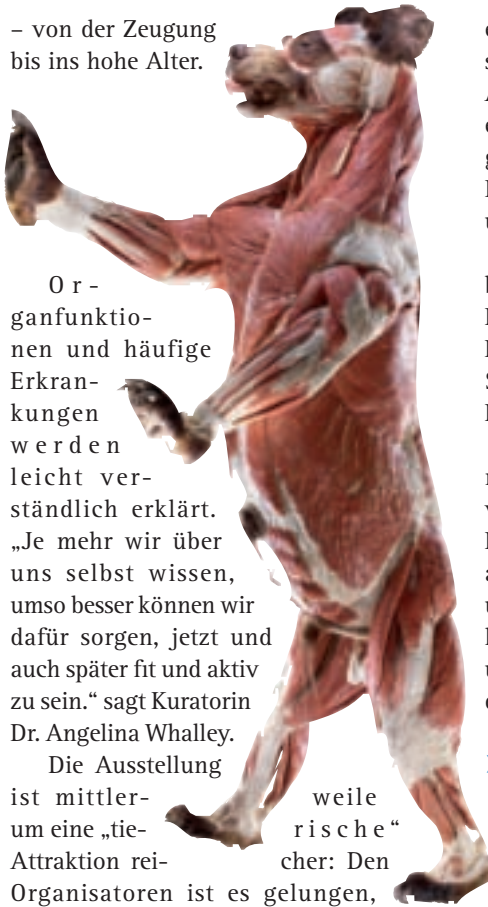 – von der Zeugung
bis ins hohe Alter.
Or-
ganfunktio-
nen und häufige
Erkran-
kungen
werden
leicht ver-
ständlich erklärt.
„Je mehr wir über
uns selbst wissen,
umso besser können wir
dafür sorgen, jetzt und
auch später fit und aktiv
zu sein.“ sagt Kuratorin
Dr. Angelina Whalley.
Die Ausstellung
ist mittler- weile
um eine „tie- rische“
Attraktion rei- cher: Den
Organisatoren ist es gelungen,